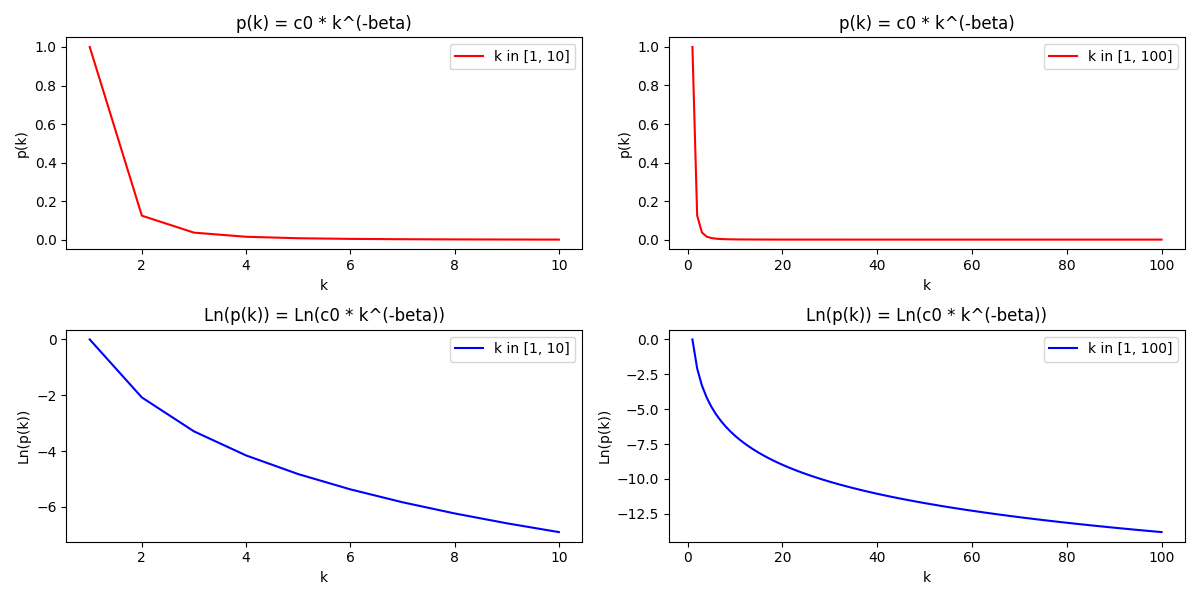 p(k) = c0 * k^(-beta)
1.0
0.8
0.6
0.4
0.2
0.0
p(k)
k in [1, 10]
2
4
6
8
10
k
p(k) = c0 * k^(-beta)
1.0
0.8
0.6
0.4
0.2
0.0
p(k)
k in [1, 100]
0
20
40
60
80
100
k
Ln(p(k)) = Ln(c0 * k^(-beta))
0
−2
−4
−6
Ln(p(k))
k in [1, 10]
2
4
6
8
10
k
Ln(p(k)) = Ln(c0 * k^(-beta))
0.0
−2.5
−5.0
−7.5
−10.0
−12.5
Ln(p(k))
k in [1, 100]
0
20
40
60
80
100
k